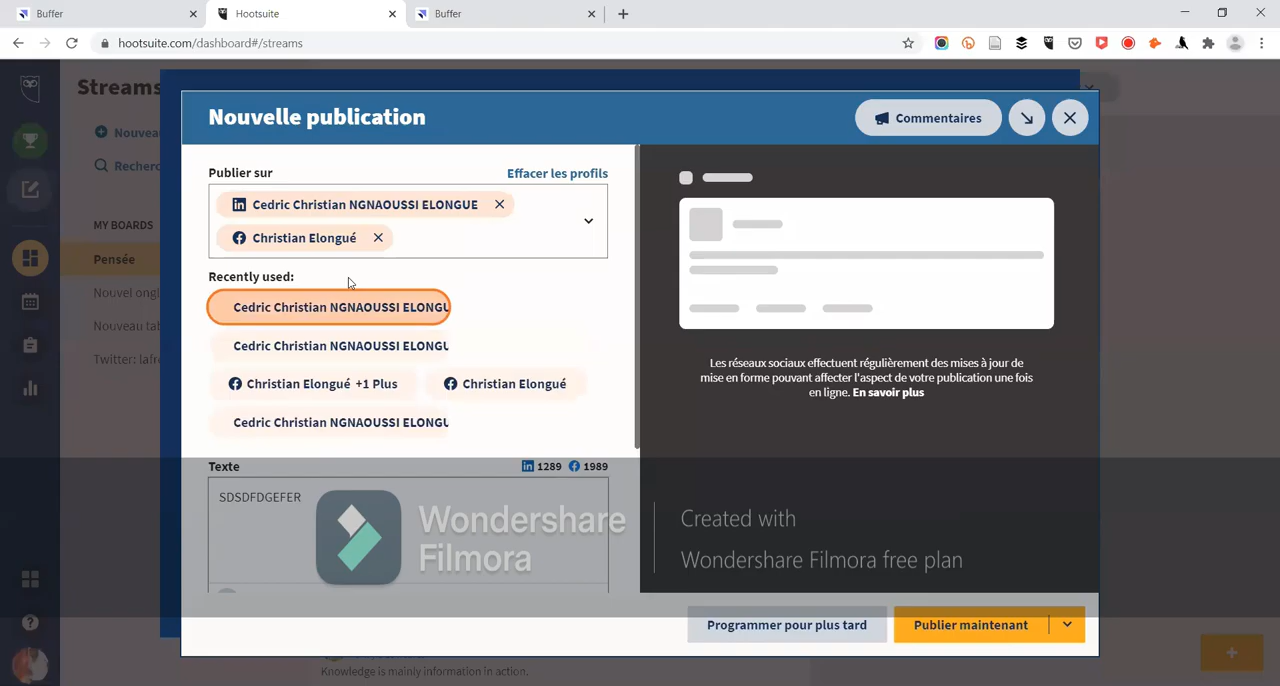 Buffer
Hootsuite
Buffer
hootsuite.com/dashboard#/streams
Streams
Nouvea
Recherc
MY BOARDS
Pensée
Nouvel ongl
Nouveau tab
Twitter: lafre
Nouvelle publication
Commentaires
Publier sur
Effacer les profils
Cedric Christian NGNAOUSSI ELONGUE
Christian Elongué
Recently used:
Cedric Christian NGNAOUSSI ELONGU
Cedric Christian NGNAOUSSI ELONGU
Christian Elongué +1 Plus
Christian Elongué
Cedric Christian NGNAOUSSI ELONGU
Texte
1289
1989
SDSDFDGEFER
Les réseaux sociaux effectuent régulièrement des mises à jour de
mise en forme pouvant affecter l'aspect de votre publication une fois
en ligne. En savoir plus
Wondershare
Filmora
Created with
Wondershare Filmora free plan
Programmer pour plus tard
Publier maintenant
Knowledge is mainly information in action.